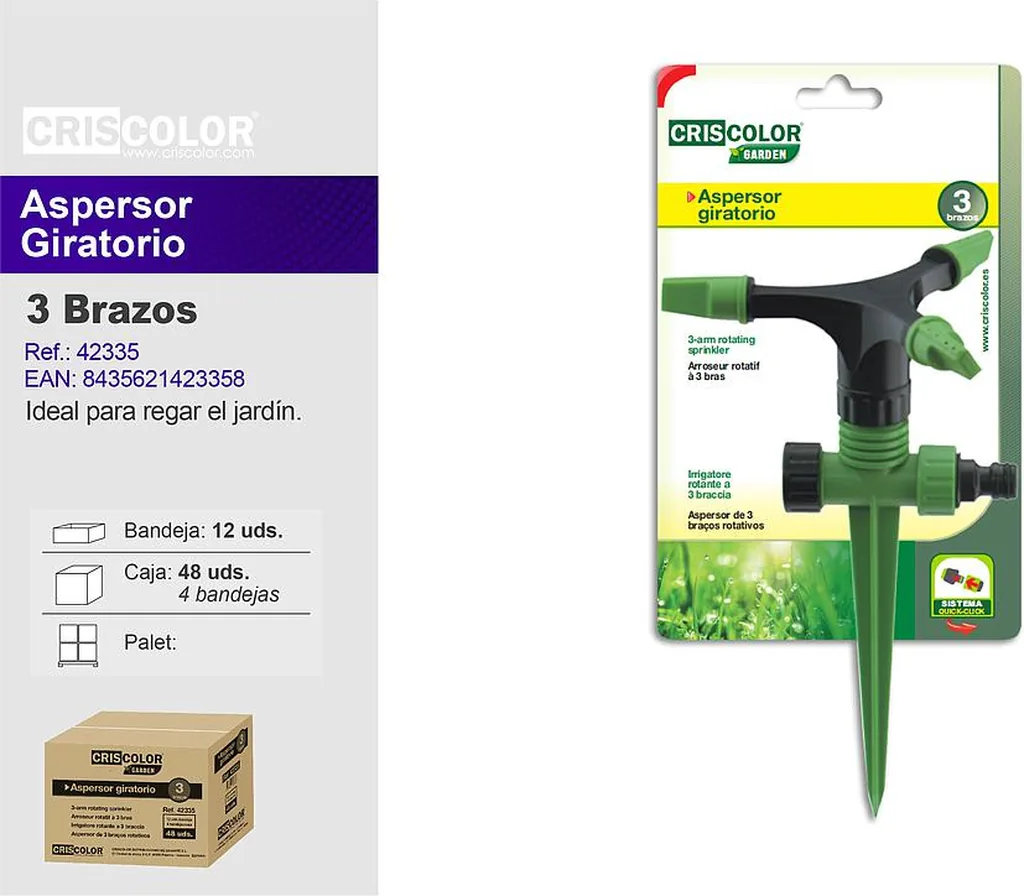 CRISCOLOR®
www.criscolor.com
Aspersor
Giratorio
3 Brazos
Ref.: 42335
EAN: 8435621423358
Ideal para regar el jardín.
Bandeja: 12 uds.
Caja: 48 uds.
4 bandejas
Palet:
CRISCOLOR
GARDEN
Aspersor giratorio
3
3-arm rotating sprinkler
Arroseur rotatif à 3 bras
Irrigatore rotante a 3 braccia
Aspersor de 3 braços rotativos
Ref. 42335
48 uds.
CRISCOLOR
CRISCOLOR®
GARDEN
Aspersor
giratorio
3
brazos
www.criscolor.es
3-arm rotating
sprinkler
Arroseur rotatif
à 3 bras
Irrigatore
rotante a
3 braccia
Aspersor de 3
braços rotativos
SISTEMA
QUICK-CLICK